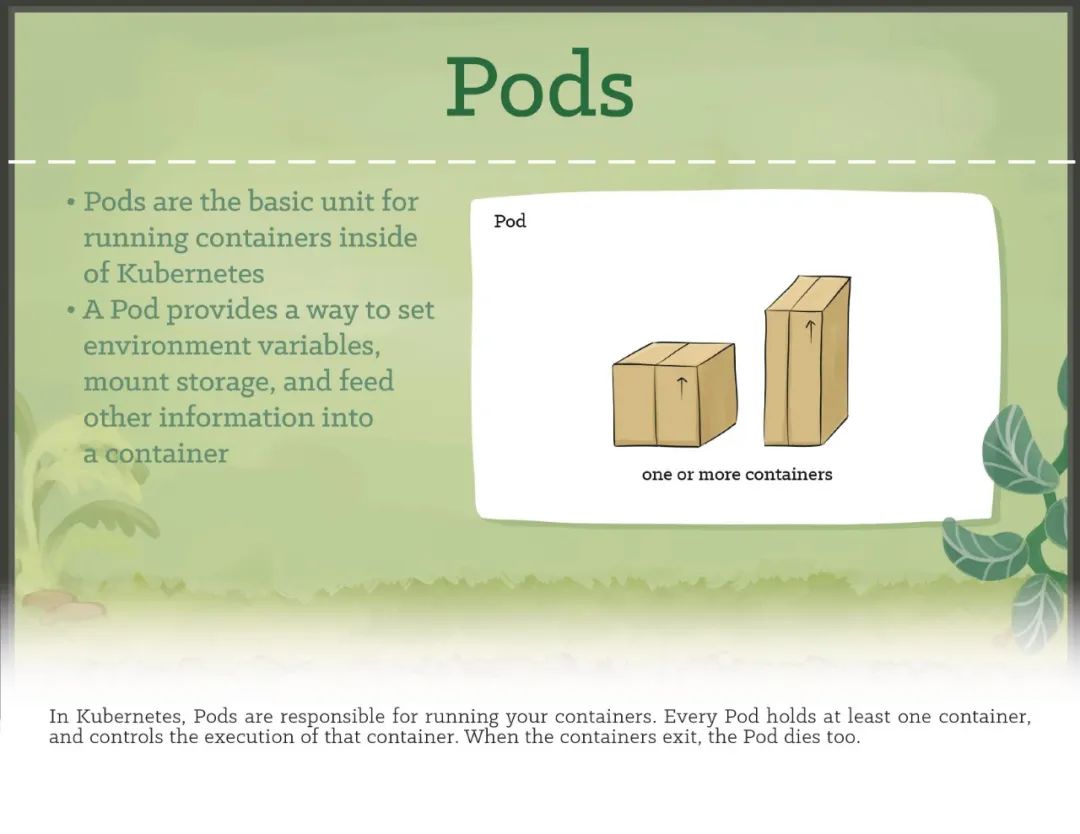 Pods
• Pods are the basic unit for
running containers inside
of Kubernetes
• A Pod provides a way to set
environment variables,
mount storage, and feed
other information into
a container
Pod
one or more containers
In Kubernetes, Pods are responsible for running your containers. Every Pod holds at least one container,
and controls the execution of that container. When the containers exit, the Pod dies too.